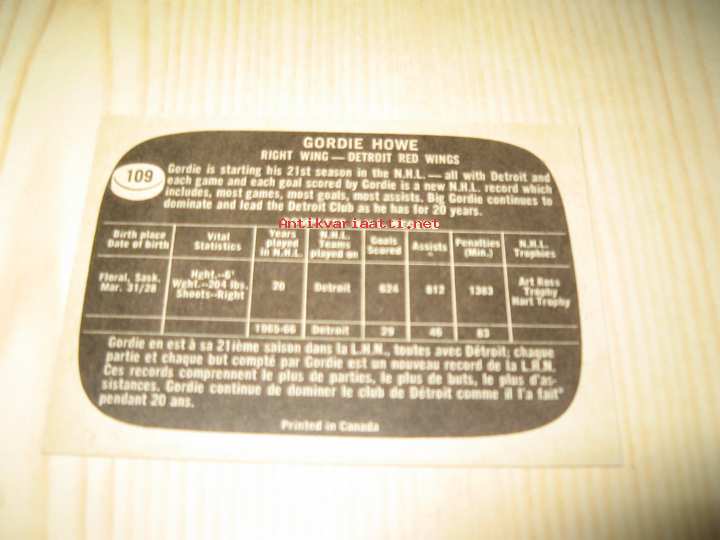 GORDIE HOWE
RIGHT WING — DETROIT RED WINGS
109
Gordie is starting his 21st season in the N.H.L. — all with Detroit and
each game and each goal scored by Gordie is a new N.H.L. record which
includes, most games, most goals, most assists. Big Gordie continues to
dominate and lead the Detroit Club as he has for 20 years.
Antikvariaatti.net
Birth place Date of birth Vital Statistics Years played in N.H.L. N.H.L. Teams played on Goals Scored Assists Penalties (Min.) N.H.L. Trophies
Floral, Sask. Mar. 31/28 Hght.--6' Wght.--204 lbs. Shoots--Right 20 Detroit 624 812 1383 Art Ross Trophy Hart Trophy
1965-66 Detroit 29 46 83
Gordie en est à sa 21ième saison dans la L.H.N., toutes avec Détroit; chaque
partie et chaque but compté par Gordie est un nouveau record de la L.H.N.
Ces records comprennent le plus de parties, le plus de buts, le plus d'as-
sistances. Gordie continue de dominer le club de Détroit comme il l'a fait
pendant 20 ans.
Printed in Canada